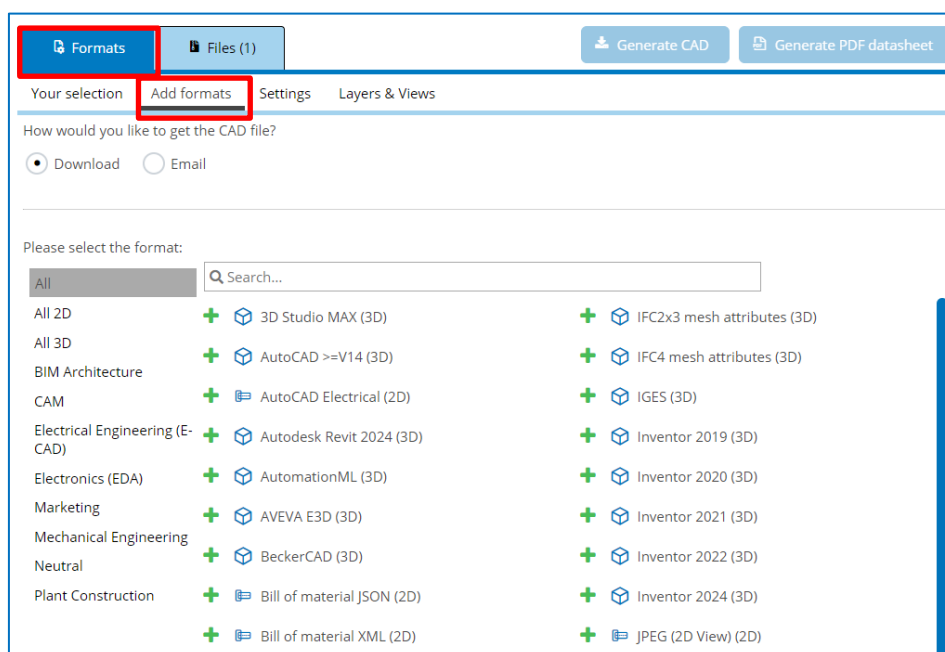 Formats
Files (1)
Generate CAD
Generate PDF datasheet
Your selection
Add formats
Settings
Layers & Views
How would you like to get the CAD file?
Download
Email
Please select the format:
All
All 2D
All 3D
BIM Architecture
CAM
Electrical Engineering (E-
CAD)
Electronics (EDA)
Marketing
Mechanical Engineering
Neutral
Plant Construction
Search...
3D Studio MAX (3D)
AutoCAD >=V14 (3D)
AutoCAD Electrical (2D)
Autodesk Revit 2024 (3D)
AutomationML (3D)
AVEVA E3D (3D)
BeckerCAD (3D)
Bill of material JSON (2D)
Bill of material XML (2D)
IFC2x3 mesh attributes (3D)
IFC4 mesh attributes (3D)
IGES (3D)
Inventor 2019 (3D)
Inventor 2020 (3D)
Inventor 2021 (3D)
Inventor 2022 (3D)
Inventor 2024 (3D)
JPEG (2D View) (2D)